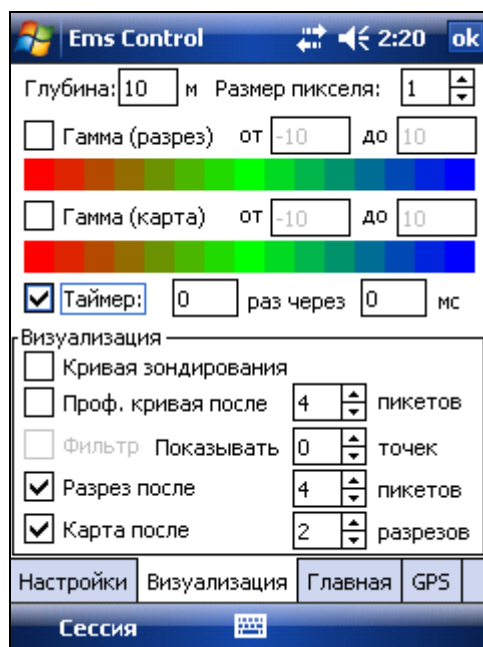 Ems Control 2:20 ok
Глубина: 10 м Размер пикселя: 1
Гамма (разрез) от -10 до 10
Гамма (карта) от -10 до 10
Таймер: 0 раз через 0 мс
Визуализация
Кривая зондирования
Проф. кривая после 4 пикетов
Фильтр Показывать 0 точек
Разрез после 4 пикетов
Карта после 2 разрезов
Настройки Визуализация Главная GPS
Сессия